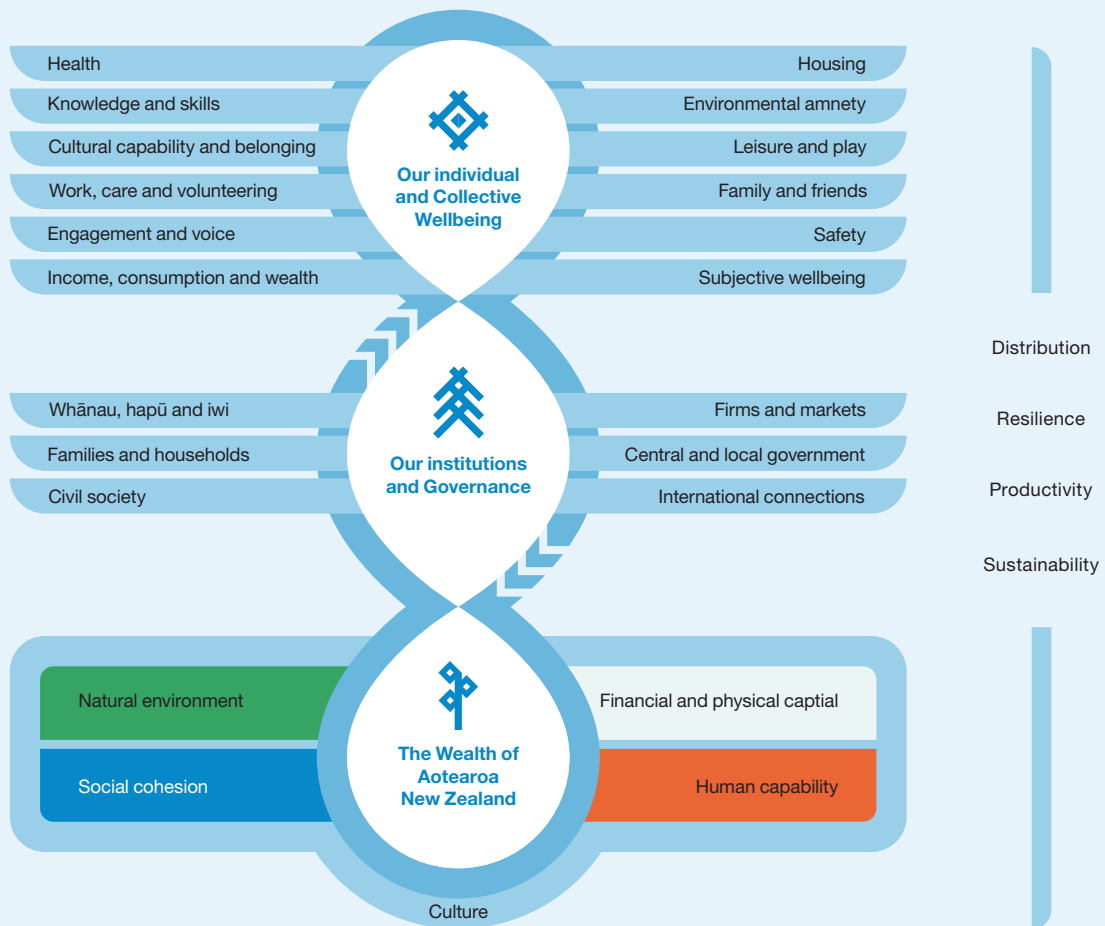 Health
Housing
Knowledge and skills
Environmental amnety
Cultural capability and belonging
Leisure and play
Work, care and volunteering
Family and friends
Engagement and voice
Safety
Income, consumption and wealth
Subjective wellbeing
Our individual
and Collective
Wellbeing
Whānau, hapū and iwi
Firms and markets
Families and households
Central and local government
Civil society
International connections
Our institutions
and Governance
Natural environment
Financial and physical captial
Social cohesion
Human capability
The Wealth of
Aotearoa
New Zealand
Culture
Distribution
Resilience
Productivity
Sustainability